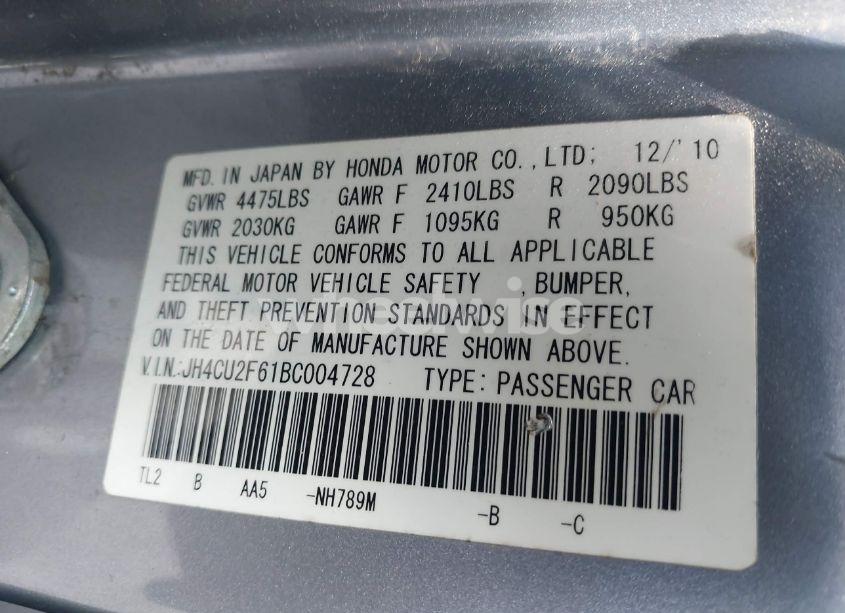 MFD. IN JAPAN BY HONDA MOTOR CO., LTD; 12/'10
GVWR 4475LBS GAWR F 2410LBS R 2090LBS
GVWR 2030KG GAWR F 1095KG R 950KG
THIS VEHICLE CONFORMS TO ALL APPLICABLE
FEDERAL MOTOR VEHICLE SAFETY , BUMPER,
AND THEFT PREVENTION STANDARDS IN EFFECT
ON THE DATE OF MANUFACTURE SHOWN ABOVE.
V.I.N.:JH4CU2F61BC004728 TYPE: PASSENGER CAR
TL2 B AA5 -NH789M -B -C